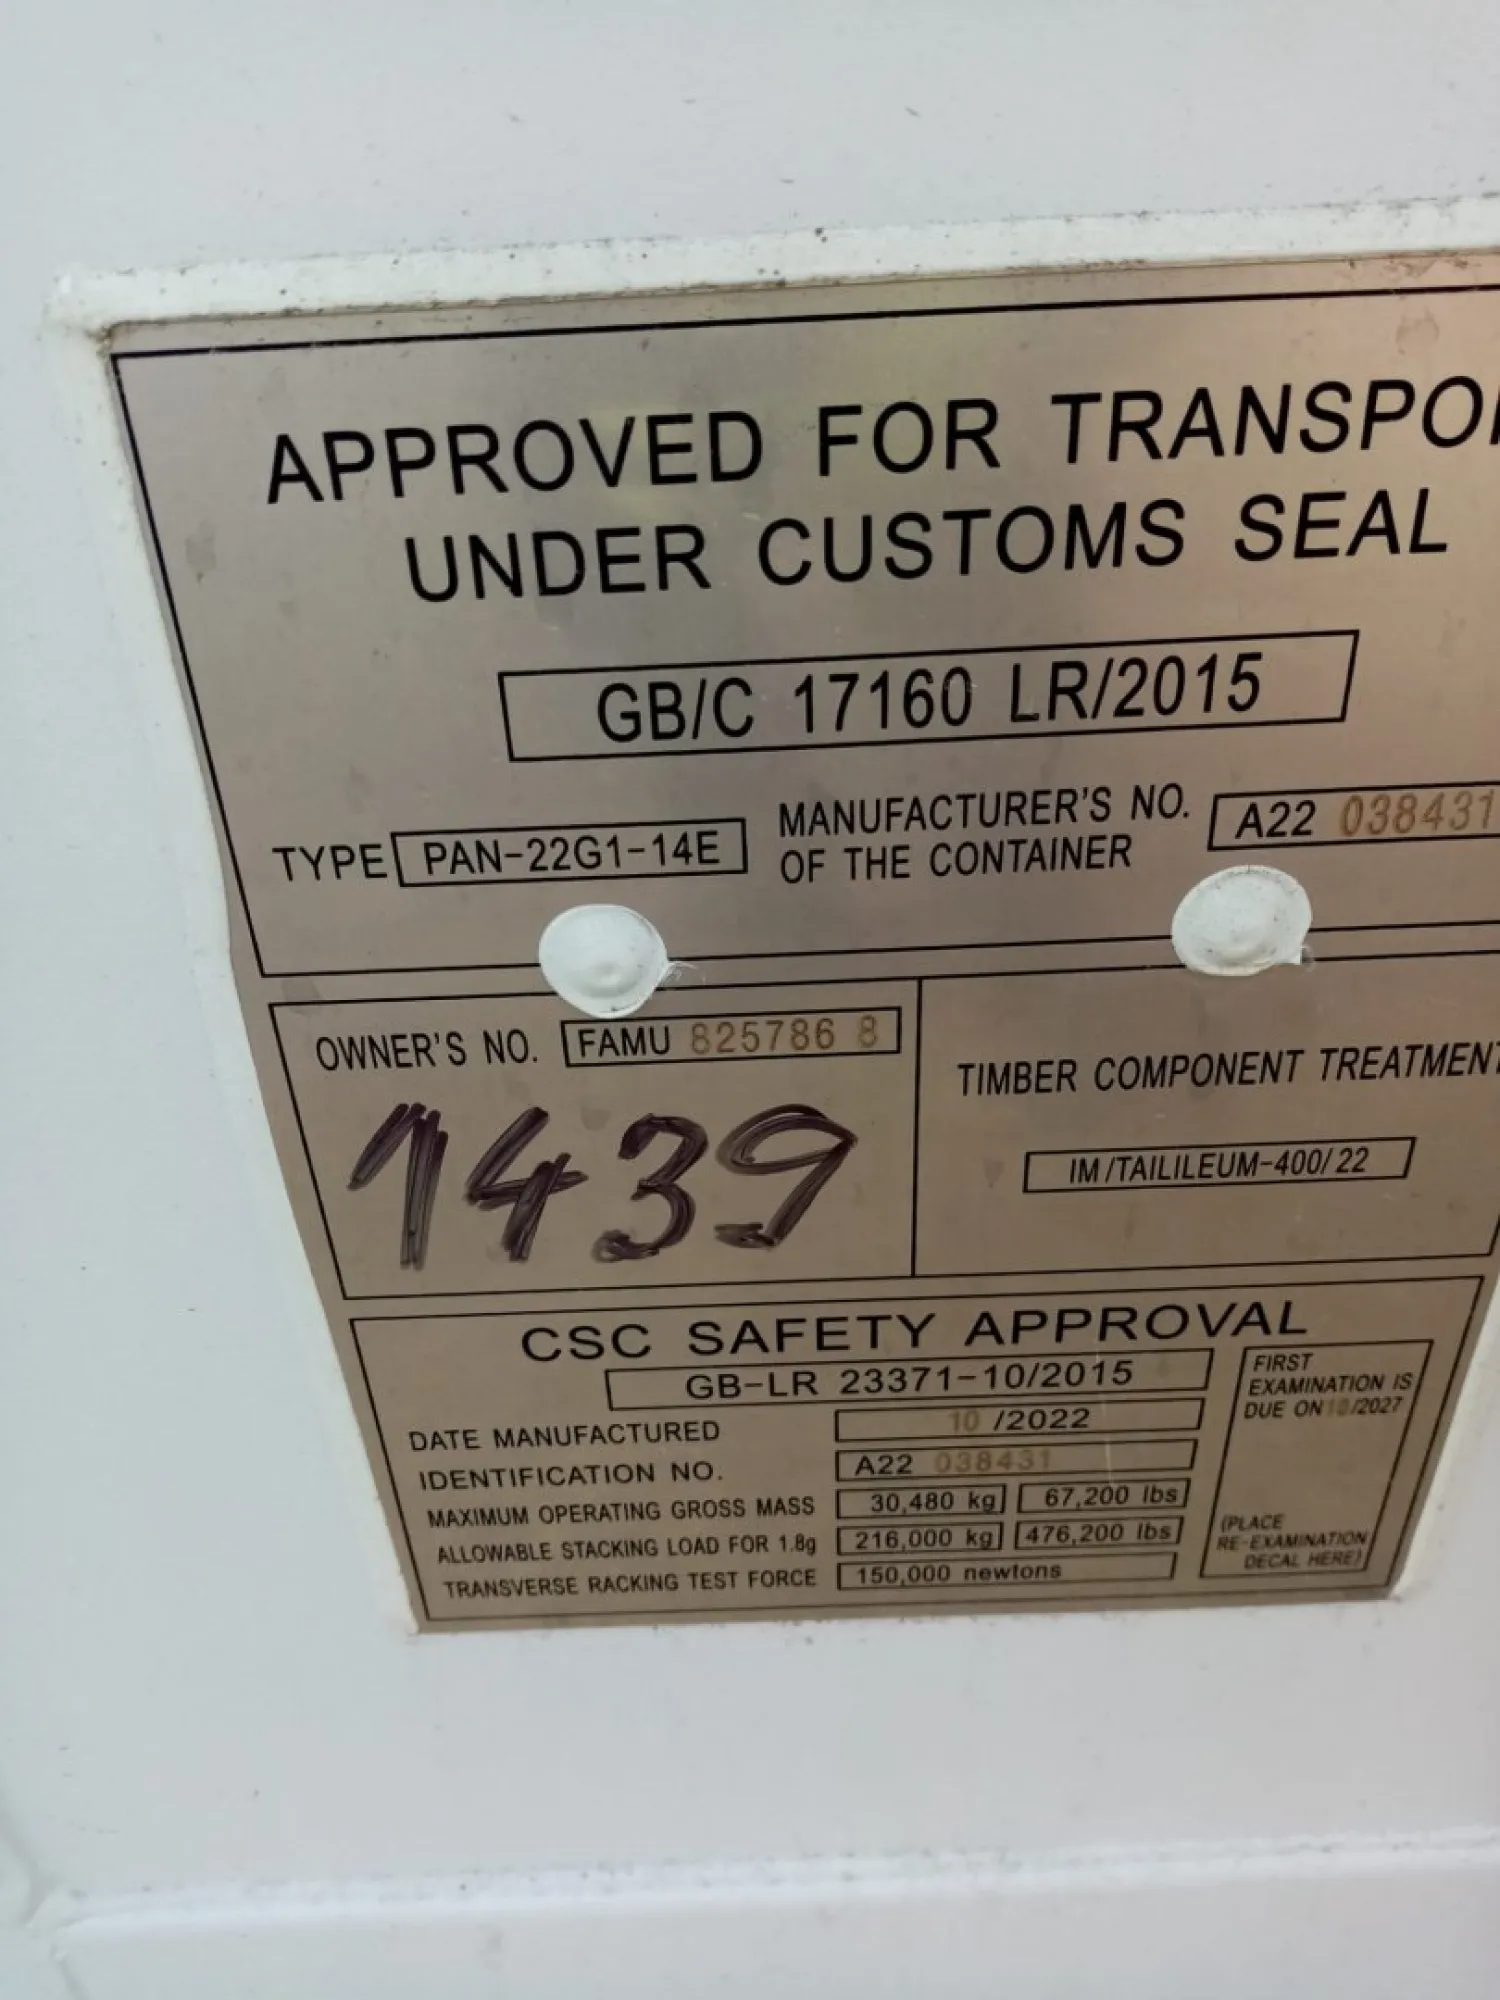 APPROVED FOR TRANSPO
UNDER CUSTOMS SEAL
GB/C 17160 LR/2015
TYPE PAN-22G1-14E
MANUFACTURER'S NO.
OF THE CONTAINER
A22 038431
OWNER'S NO. FAMU 825786 8
1439
TIMBER COMPONENT TREATMENT
IM/TAILILEUM-400/22
CSC SAFETY APPROVAL
GB-LR 23371-10/2015
DATE MANUFACTURED 10 /2022
IDENTIFICATION NO. A22 038431
MAXIMUM OPERATING GROSS MASS 30,480 kg 67,200 lbs
ALLOWABLE STACKING LOAD FOR 1.8g 216,000 kg 476,200 lbs
TRANSVERSE RACKING TEST FORCE 150,000 newtons
FIRST
EXAMINATION IS
DUE ON 10/2027
(PLACE
RE-EXAMINATION
DECAL HERE)